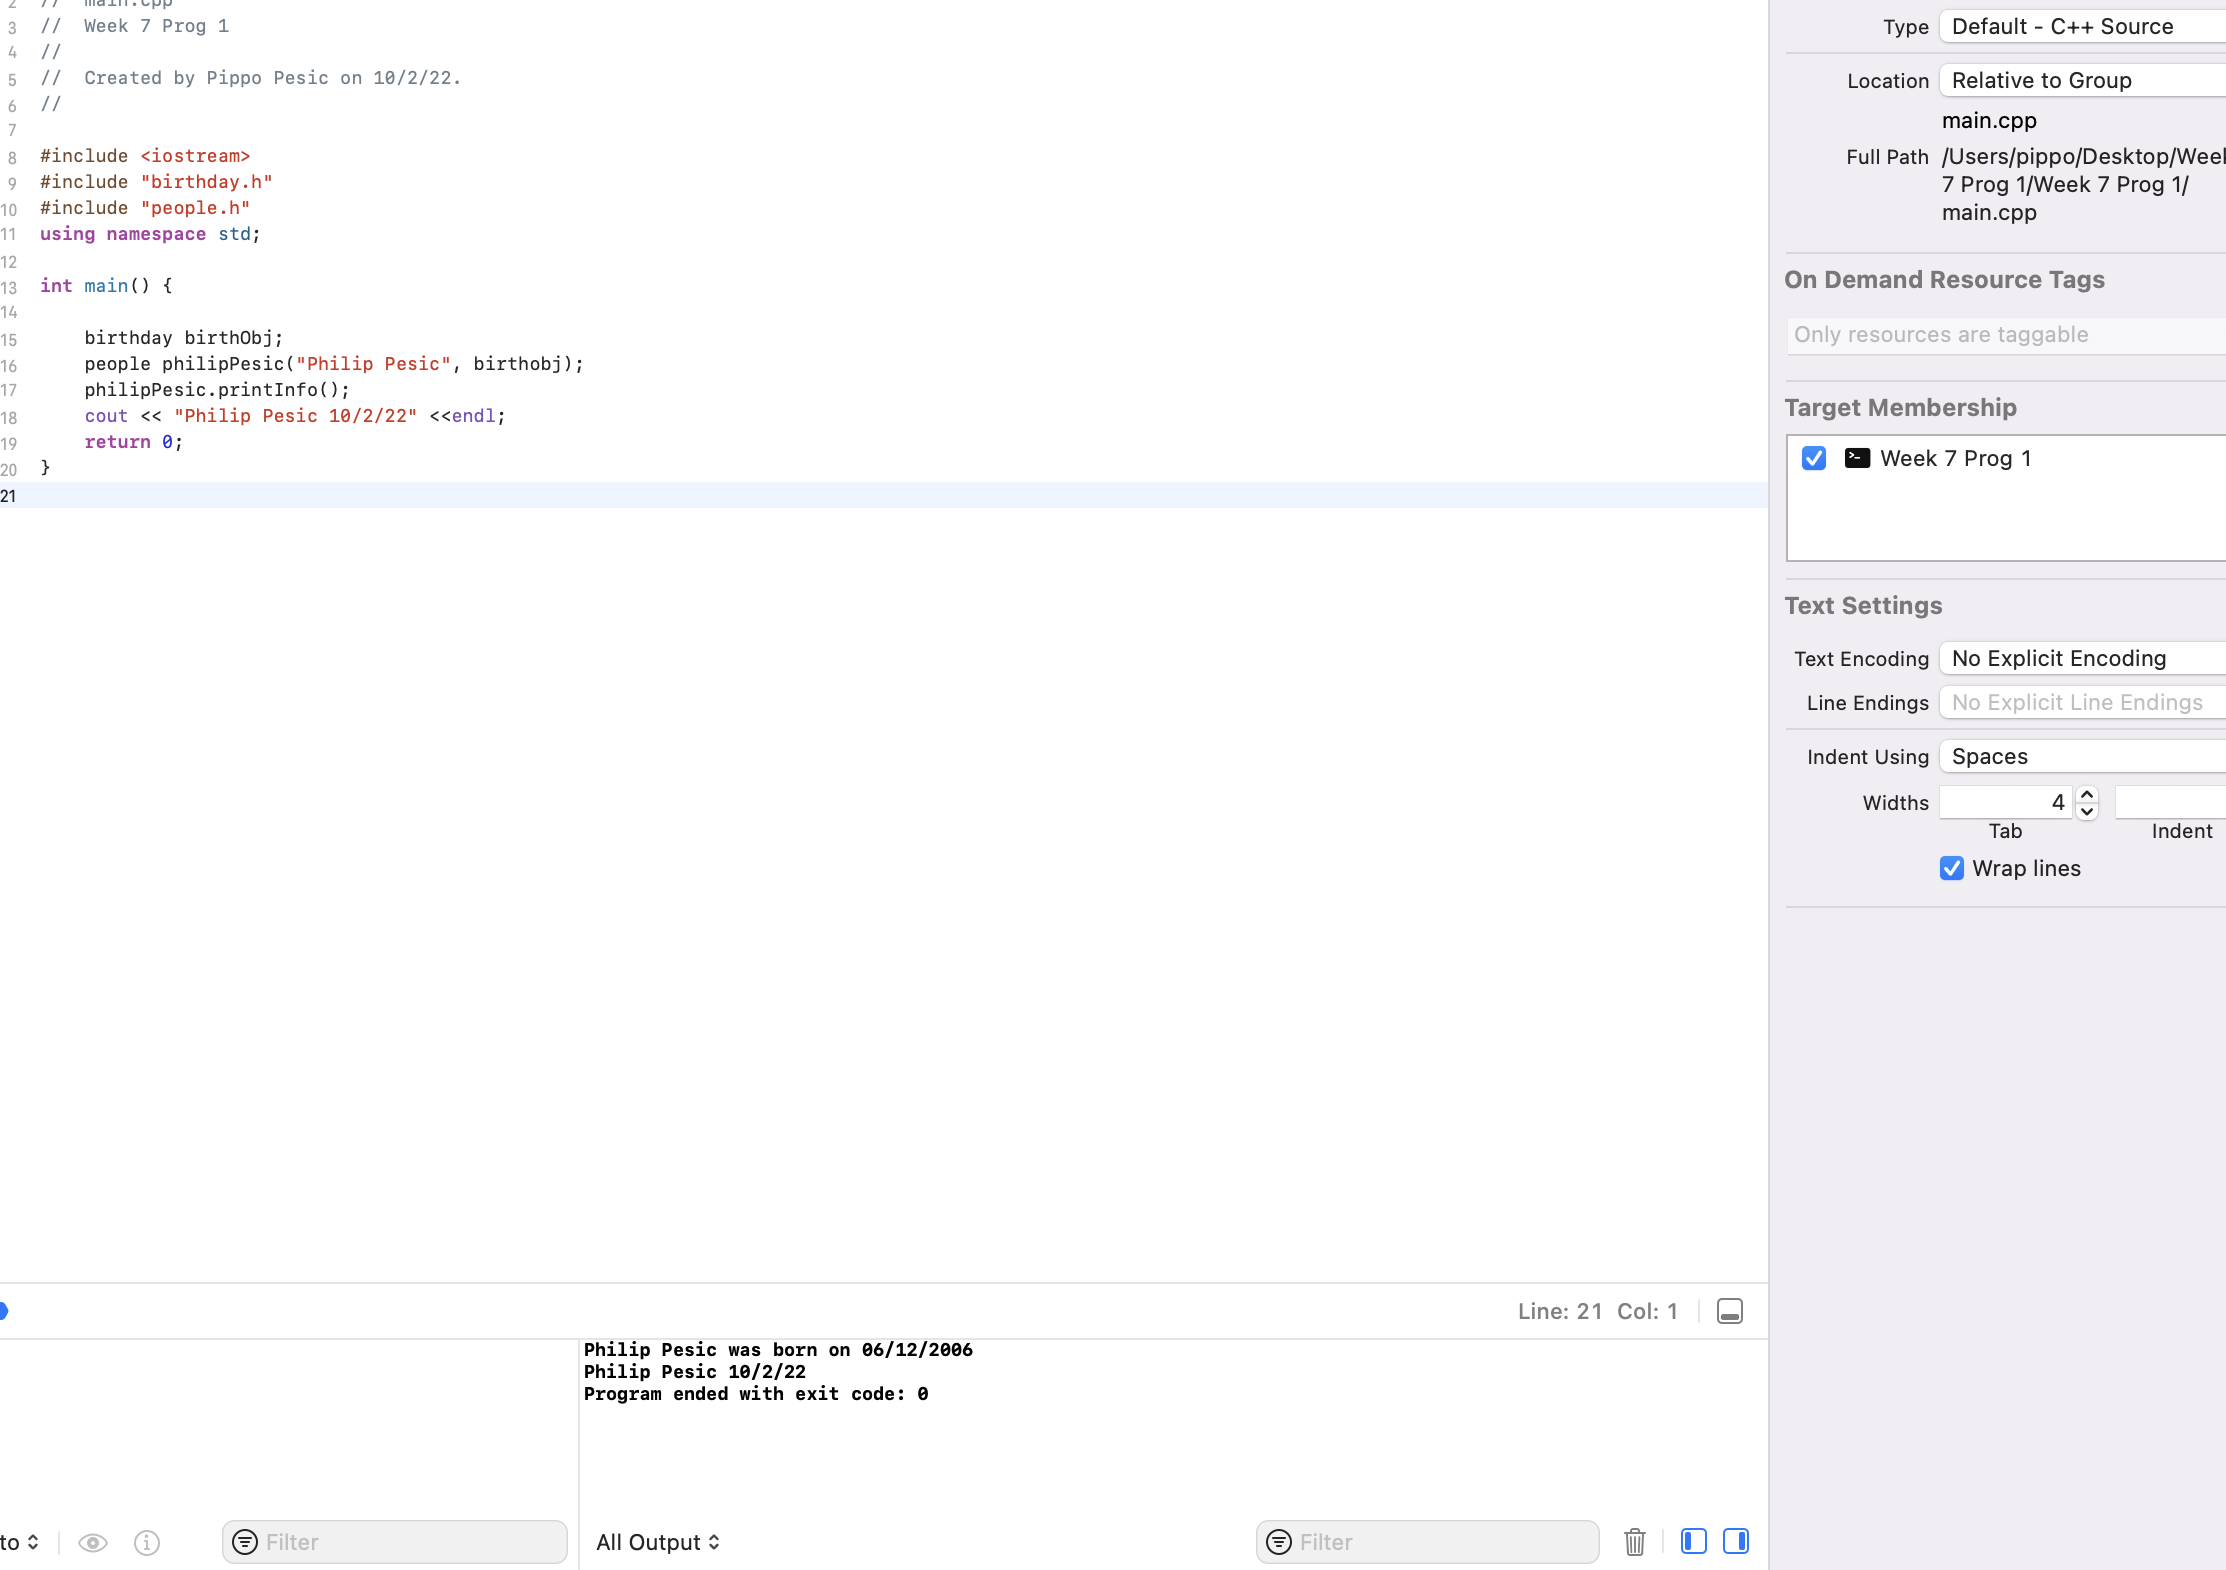 2 // main.cpp
3 // Week 7 Prog 1
4 //
5 // Created by Pippo Pesic on 10/2/22.
6 //
7
8 #include <iostream>
9 #include "birthday.h"
10 #include "people.h"
11 using namespace std;
12
13 int main() {
14
15 birthday birthObj;
16 people philipPesic("Philip Pesic", birthobj);
17 philipPesic.printInfo();
18 cout << "Philip Pesic 10/2/22" <<endl;
19 return 0;
20 }
21
Line: 21 Col: 1
Philip Pesic was born on 06/12/2006
Philip Pesic 10/2/22
Program ended with exit code: 0
to
Filter
All Output
Filter
Type Default - C++ Source
Location Relative to Group
main.cpp
Full Path /Users/pippo/Desktop/Week
7 Prog 1/Week 7 Prog 1/
main.cpp
On Demand Resource Tags
Only resources are taggable
Target Membership
Week 7 Prog 1
Text Settings
Text Encoding No Explicit Encoding
Line Endings No Explicit Line Endings
Indent Using Spaces
Widths 4
Tab Indent
Wrap lines